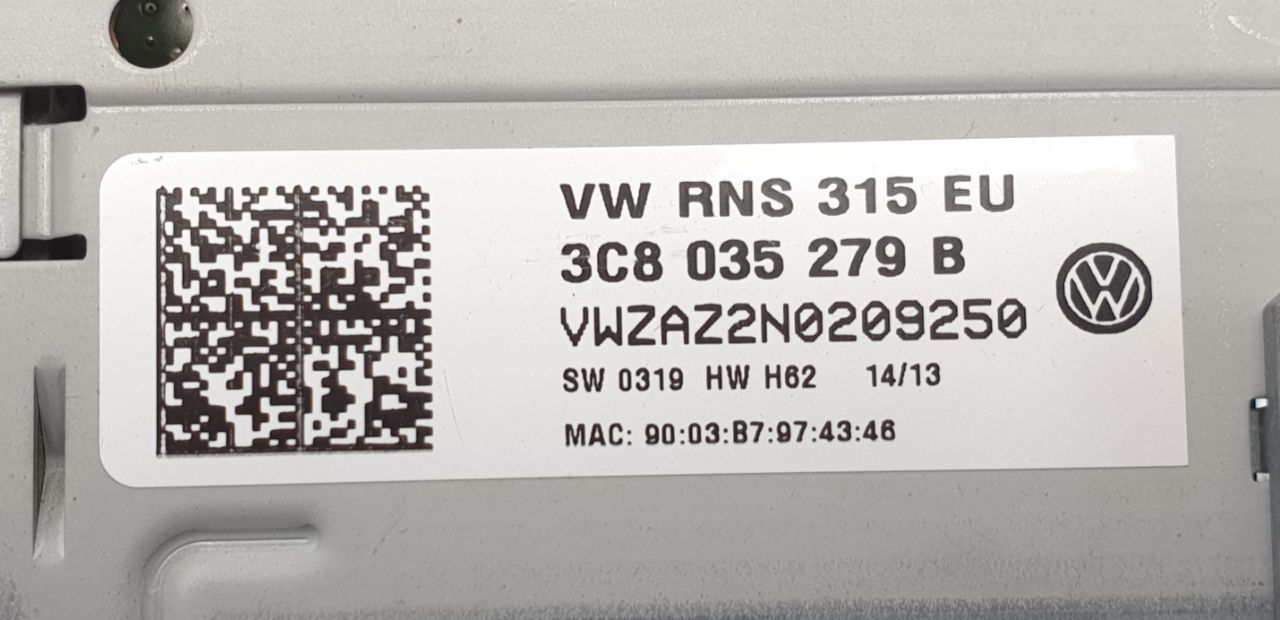 VW RNS 315 EU
3C8 035 279 B
VWZAZ2N0209250
SW 0319 HW H62 14/13
MAC: 90:03:B7:97:43:46